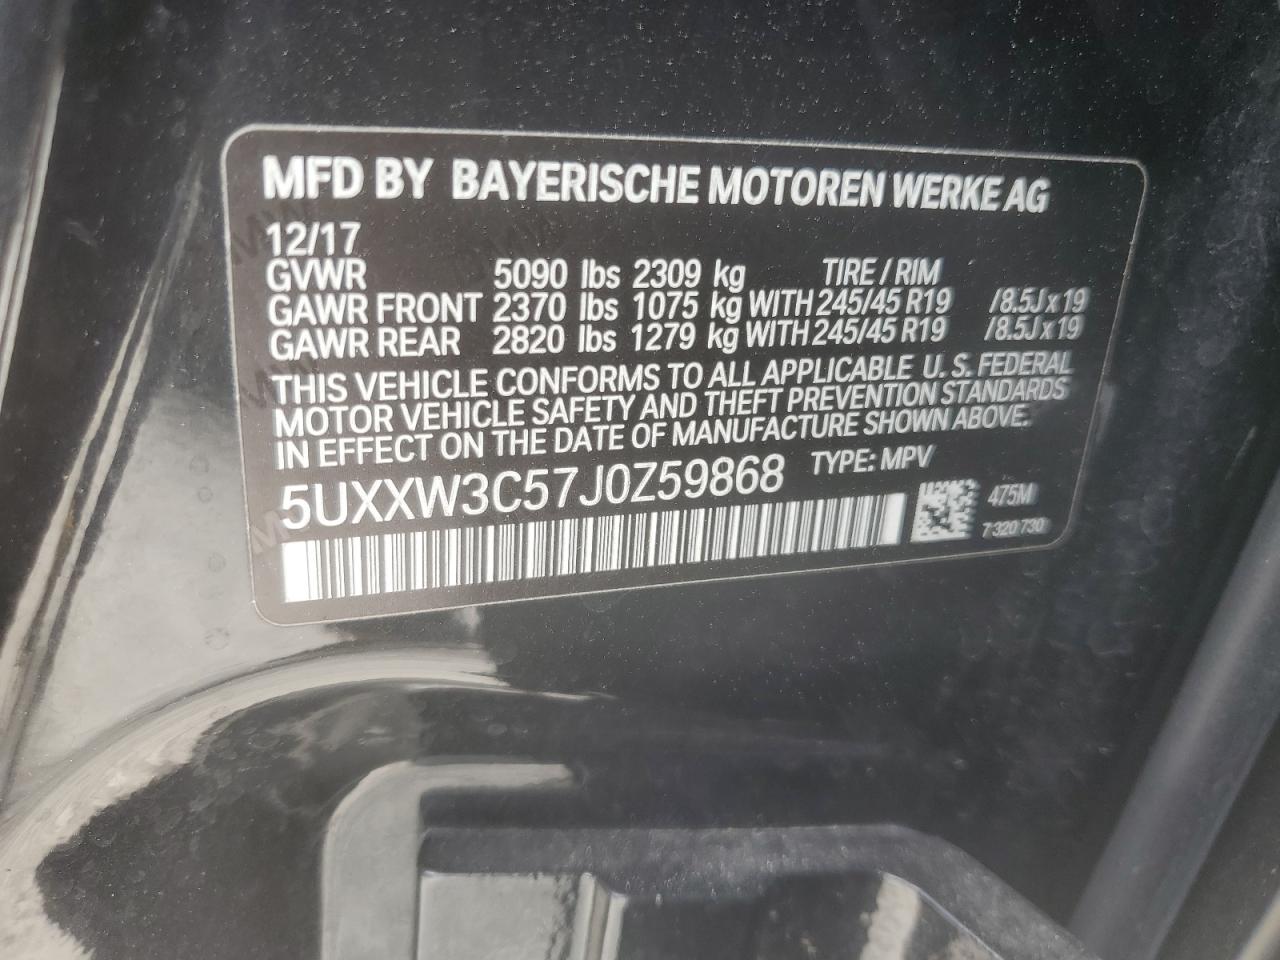 MFD BY BAYERISCHE MOTOREN WERKE AG
12/17
GVWR 5090 lbs 2309 kg TIRE / RIM
GAWR FRONT 2370 lbs 1075 kg WITH 245/45 R19 /8.5J x 19
GAWR REAR 2820 lbs 1279 kg WITH 245/45 R19 /8.5J x 19
THIS VEHICLE CONFORMS TO ALL APPLICABLE U. S. FEDERAL
MOTOR VEHICLE SAFETY AND THEFT PREVENTION STANDARDS
IN EFFECT ON THE DATE OF MANUFACTURE SHOWN ABOVE.
5UXXW3C57J0Z59868 TYPE: MPV
475M
7 320 730